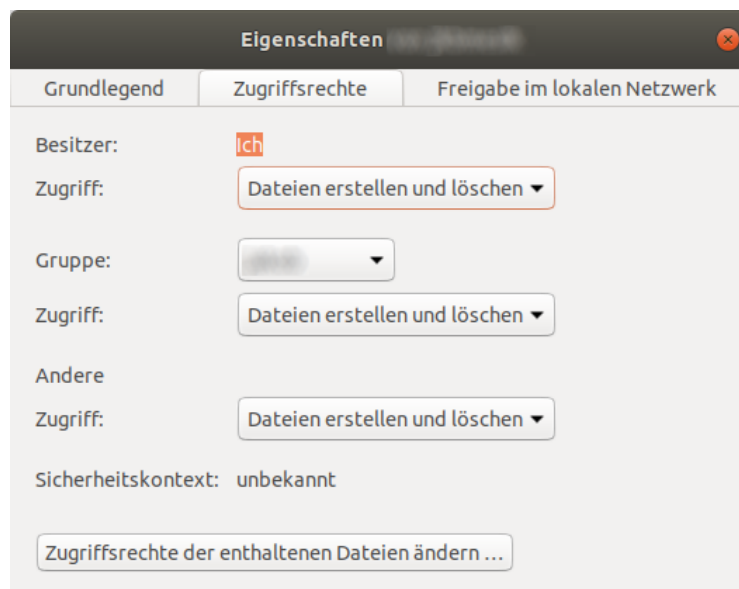 Eigenschaften
Grundlegend Zugriffsrechte Freigabe im lokalen Netzwerk
Besitzer: Ich
Zugriff: Dateien erstellen und löschen
Gruppe:
Zugriff: Dateien erstellen und löschen
Andere
Zugriff: Dateien erstellen und löschen
Sicherheitskontext: unbekannt
Zugriffsrechte der enthaltenen Dateien ändern ...